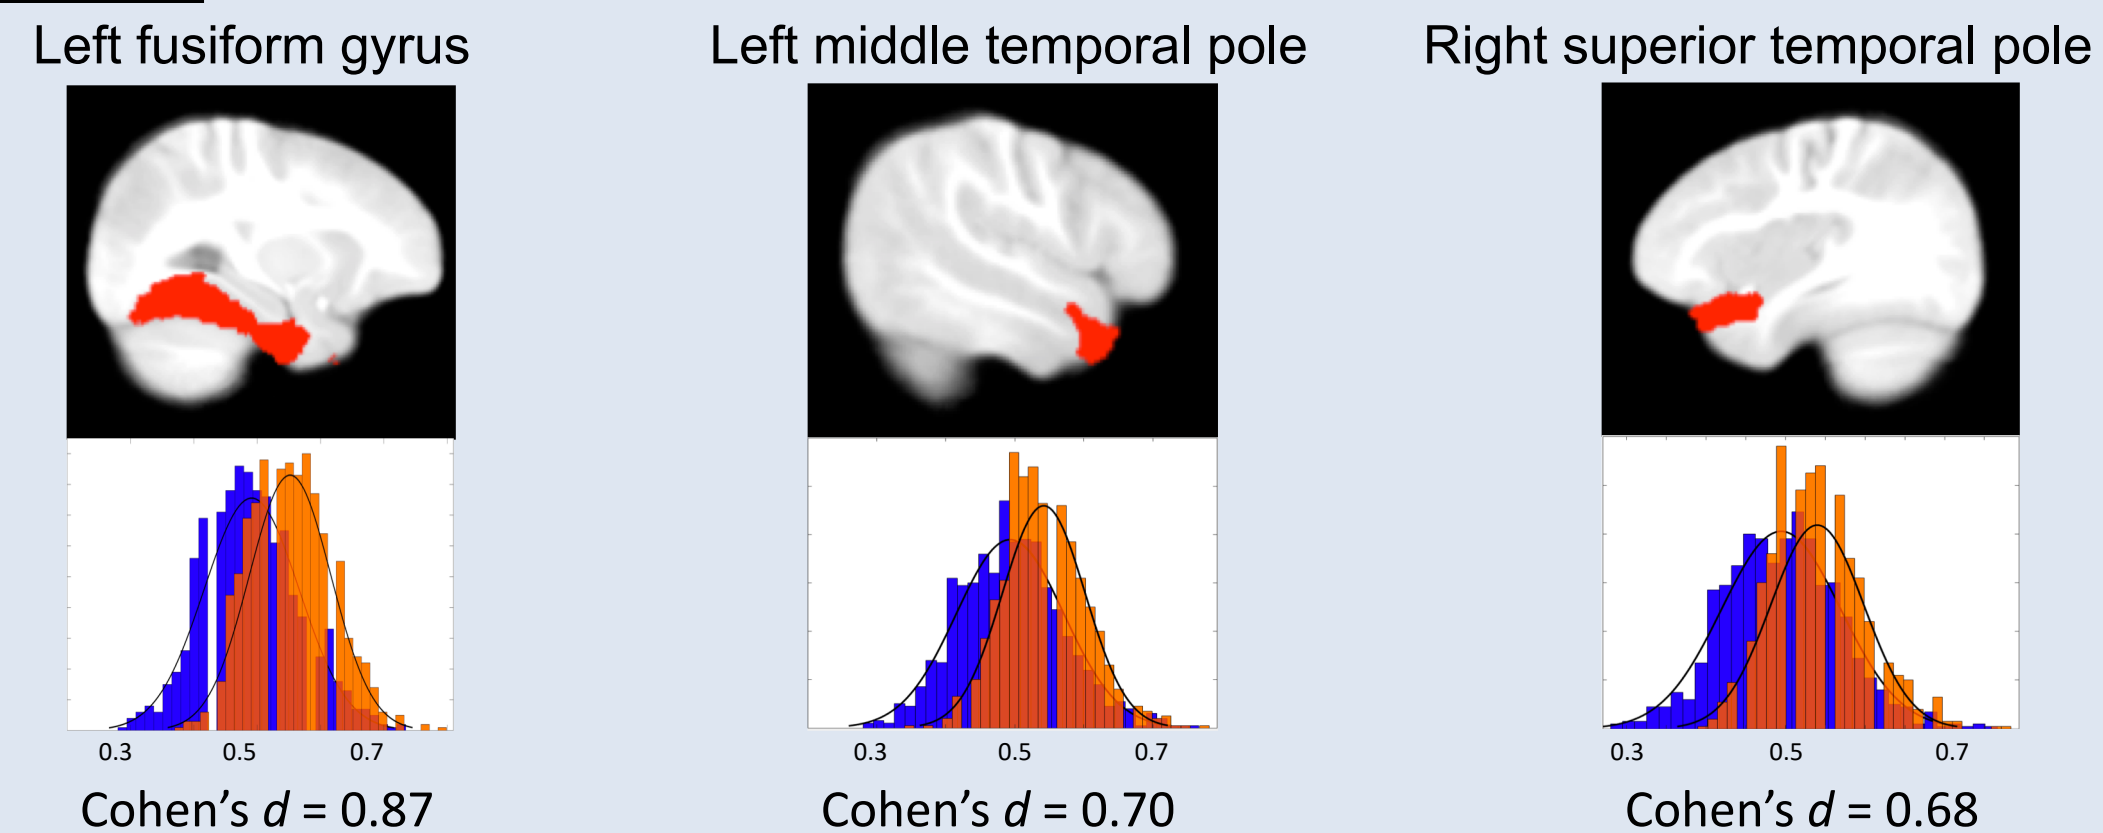 Left fusiform gyrus
Left middle temporal pole
Right superior temporal pole
0.3 0.5 0.7
0.3 0.5 0.7
0.3 0.5 0.7
Cohen’s d = 0.87
Cohen’s d = 0.70
Cohen’s d = 0.68